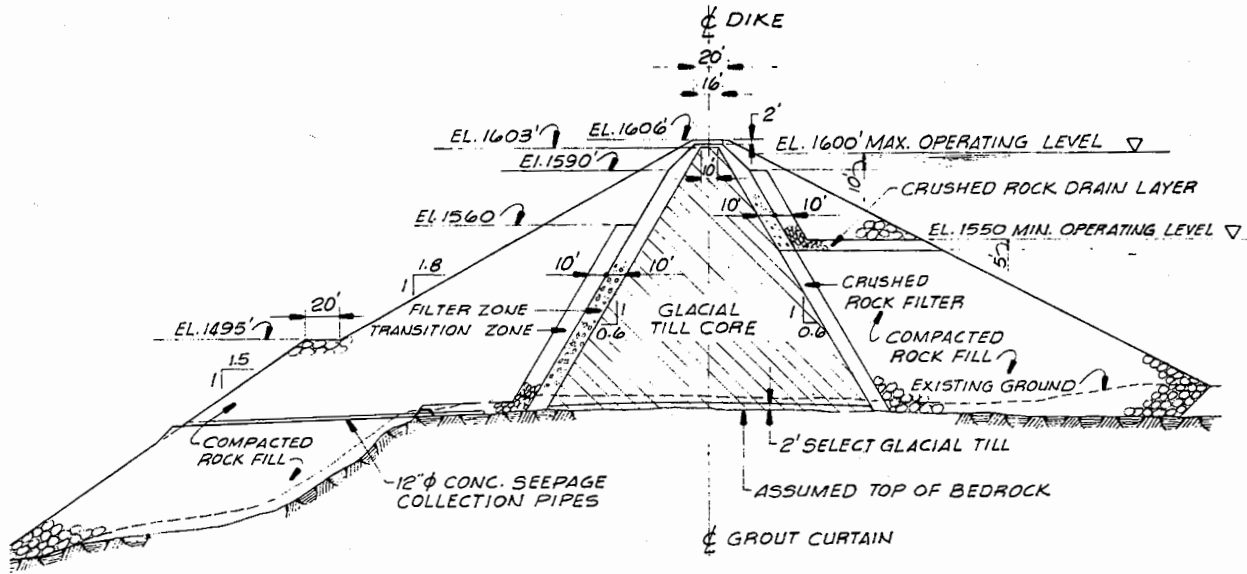 ℄ DIKE
20'
16'
2'
EL. 1603'
EL. 1606'
EL. 1600' MAX. OPERATING LEVEL
El. 1590'
10'
10'
CRUSHED ROCK DRAIN LAYER
EL. 1560
10'
10'
EL. 1550 MIN. OPERATING LEVEL
5'
1.8
1
10'
10'
CRUSHED
ROCK FILTER
20'
FILTER ZONE
TRANSITION ZONE
1
0.6
GLACIAL
TILL CORE
1
0.6
EL. 1495'
COMPACTED
ROCK FILL
1.5
1
EXISTING GROUND
COMPACTED
ROCK FILL
2' SELECT GLACIAL TILL
12"ϕ CONC. SEEPAGE
COLLECTION PIPES
ASSUMED TOP OF BEDROCK
℄ GROUT CURTAIN